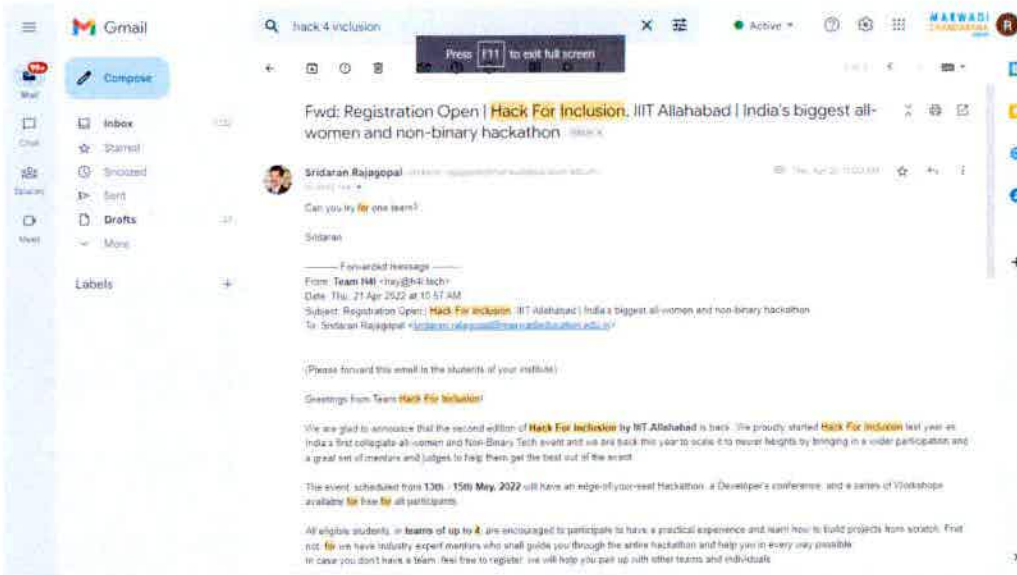 Gmail
hack 4 inclusion
Active
MARWADI
R
Press F11 to exit full screen
99+
Mail
Compose
Fwd: Registration Open | Hack For Inclusion, IIIT Allahabad | India's biggest all-
women and non-binary hackathon
Chat
Inbox
Starred
Spaces
Snoozed
Sent
Meet
Drafts
More
Labels
Sridaran Rajagopal
Can you try for one team?
Sridaran
---------- Forwarded message ----------
From: Team H4I <hey@h4i.tech>
Date: Thu, 21 Apr 2022 at 10:57 AM
Subject: Registration Open | Hack For Inclusion, IIIT Allahabad | India's biggest all-women and non-binary hackathon
To: Sridaran Rajagopal
(Please forward this email to the students of your institute)
Greetings from Team Hack For Inclusion!
We are glad to announce that the second edition of Hack For Inclusion by IIIT Allahabad is back. We proudly started Hack For Inclusion last year as
India's first collegiate all-women and Non-Binary Tech event and we are back this year to scale it to newer heights by bringing in a wider participation and
a great set of mentors and judges to help them get the best out of the event.
The event, scheduled from 13th - 15th May, 2022 will have an edge-of-your-seat Hackathon, a Developer's conference, and a series of Workshops
available for free for all participants.
All eligible students, in teams of up to 4, are encouraged to participate to have a practical experience and learn how to build projects from scratch. Fret
not, for we have industry expert mentors who shall guide you through the entire hackathon and help you in every way possible.
In case you don't have a team, feel free to register, we will help you pair up with other teams and individuals